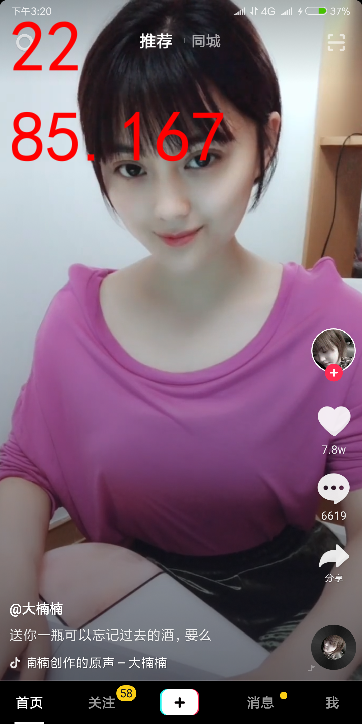 下午3:20
4G
37%
22
推荐
同城
85.167
7.8w
6619
分享
@大楠楠
送你一瓶可以忘记过去的酒，要么
南楠创作的原声 - 大楠楠
首页
关注
58
消息
我